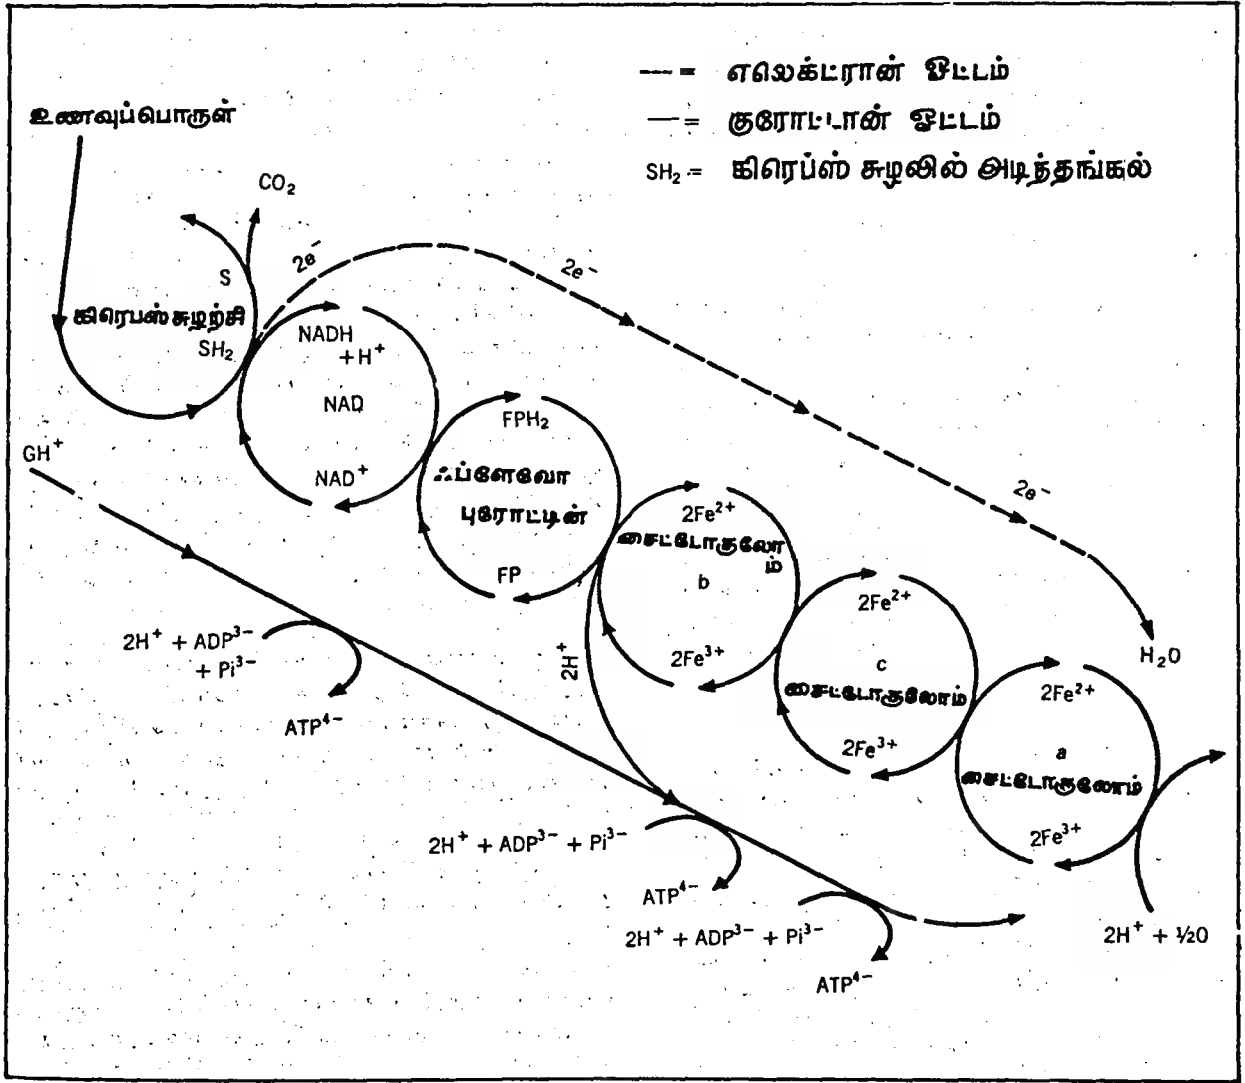 --- = எலெக்ட்ரான் ஓட்டம்
— = குரோட்டான் ஓட்டம்
SH₂ = கிரெப்ஸ் சுழலில் அடித்தங்கல்
உணவுப்பொருள்
CO₂
S
கிரெபஸ்சுழற்சி
SH₂
2e⁻
2e⁻
2e⁻
NADH
+H⁺
NAD
NAD⁺
GH⁺
FPH₂
ஃப்ளேவோ
புரோட்டின்
FP
2Fe²⁺
சைட்டோகுலோ
ம்
b
2Fe³⁺
2H⁺
2Fe²⁺
c
சைட்டோகுலோம்
2Fe³⁺
H₂O
2Fe²⁺
a
சைட்டோகுலோம்
2Fe³⁺
2H⁺ + ½O
2H⁺ + ADP³⁻
+ Pi³⁻
ATP⁴⁻
2H⁺ + ADP³⁻ + Pi³⁻
ATP⁴⁻
2H⁺ + ADP³⁻ + Pi³⁻
ATP⁴⁻